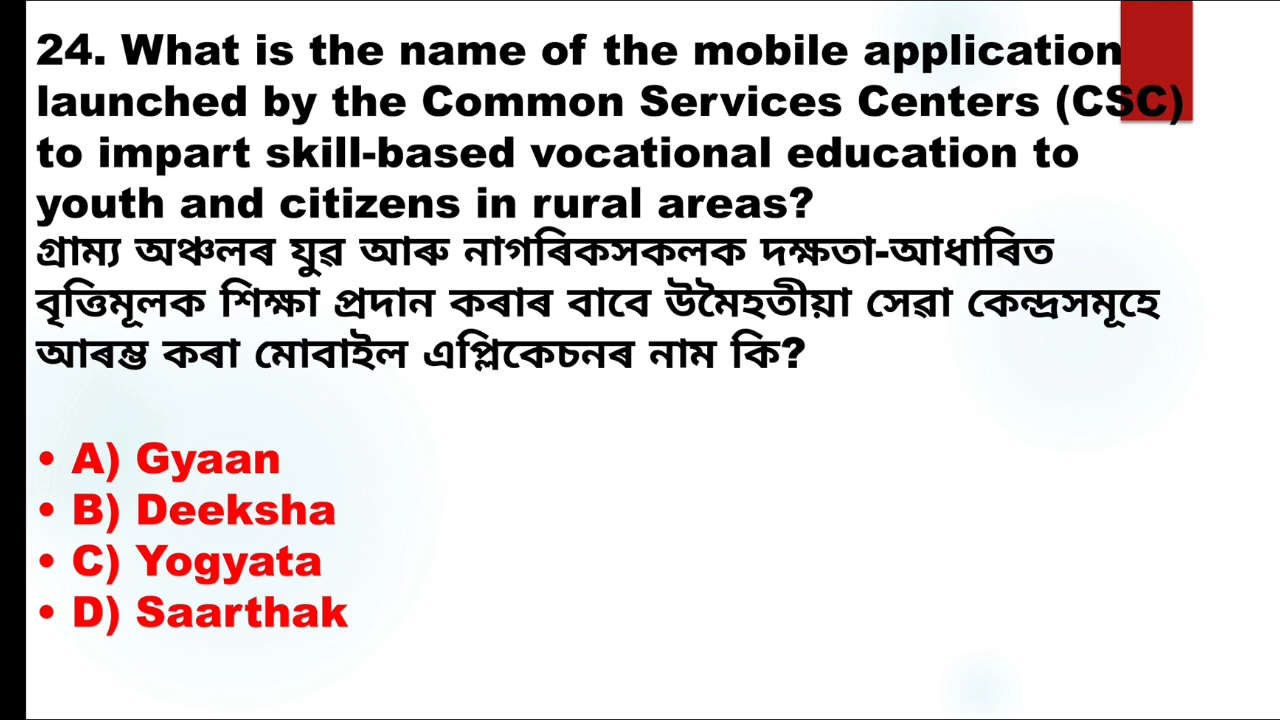 24. What is the name of the mobile application
launched by the Common Services Centers (CSC)
to impart skill-based vocational education to
youth and citizens in rural areas?
গ্ৰাম্য অঞ্চলৰ যুৱ আৰু নাগৰিকসকলক দক্ষতা-আধাৰিত
বৃত্তিমূলক শিক্ষা প্ৰদান কৰাৰ বাবে উমৈহতীয়া সেৱা কেন্দ্ৰসমূহে
আৰম্ভ কৰা মোবাইল এপ্লিকেচনৰ নাম কি?
• A) Gyaan
• B) Deeksha
• C) Yogyata
• D) Saarthak